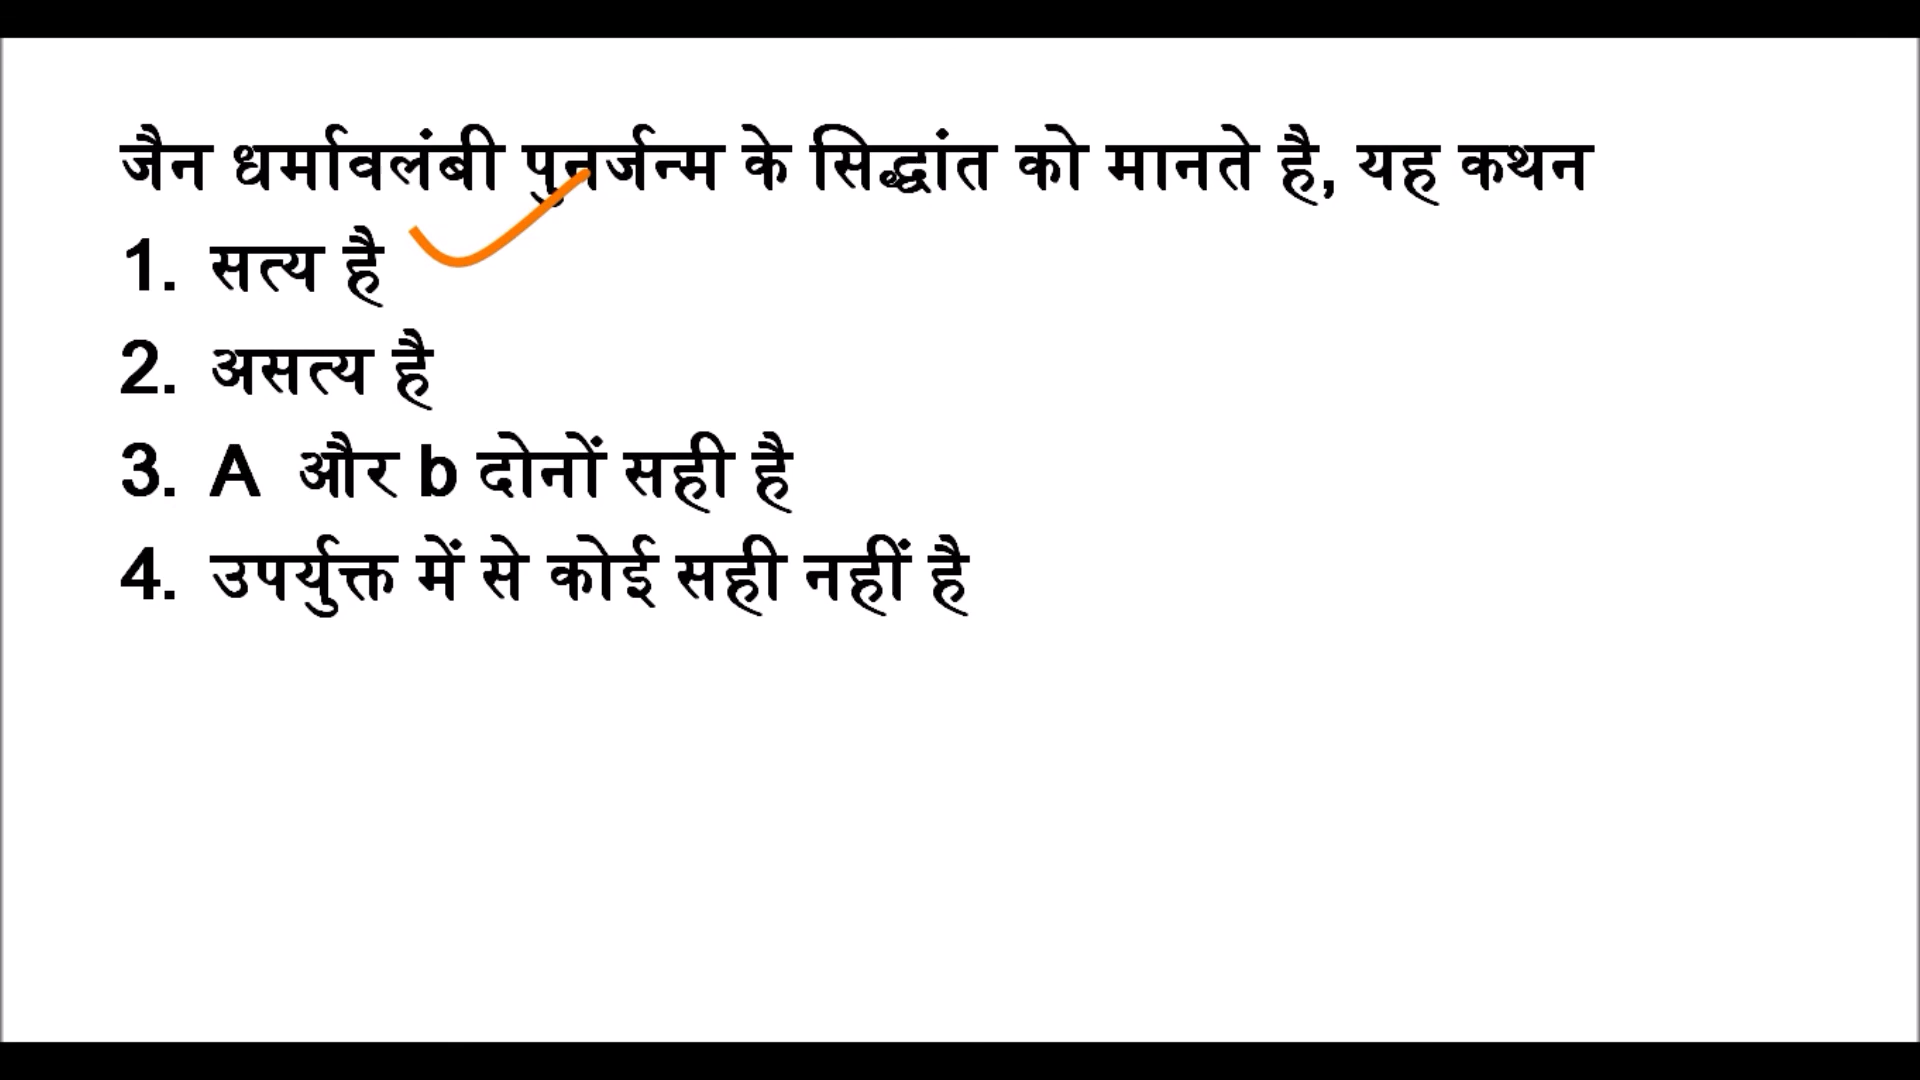 जैन धर्मावलंबी पुनर्जन्म के सिद्धांत को मानते है, यह कथन
1. सत्य है
2. असत्य है
3. A और b दोनों सही है
4. उपर्युक्त में से कोई सही नहीं है